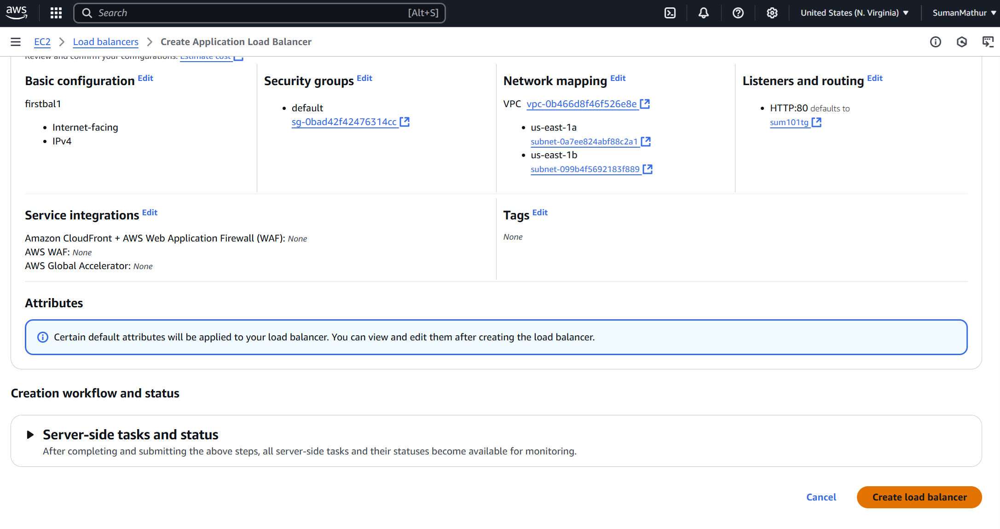 aws
Search [Alt+S]
United States (N. Virginia)
SumanMathur
EC2 Load balancers Create Application Load Balancer
Review and confirm your configurations. Estimate cost
Basic configuration Edit
firstbal1
• Internet-facing
• IPv4
Security groups Edit
• default
sg-0bad42f42476314cc
Network mapping Edit
VPC vpc-0b466d8f46f526e8e
• us-east-1a
subnet-0a7ee824abf88c2a1
• us-east-1b
subnet-099b4f5692183f889
Listeners and routing Edit
• HTTP:80 defaults to
sum101tg
Service integrations Edit
Amazon CloudFront + AWS Web Application Firewall (WAF): None
AWS WAF: None
AWS Global Accelerator: None
Tags Edit
None
Attributes
Certain default attributes will be applied to your load balancer. You can view and edit them after creating the load balancer.
Creation workflow and status
Server-side tasks and status
After completing and submitting the above steps, all server-side tasks and their statuses become available for monitoring.
Cancel
Create load balancer